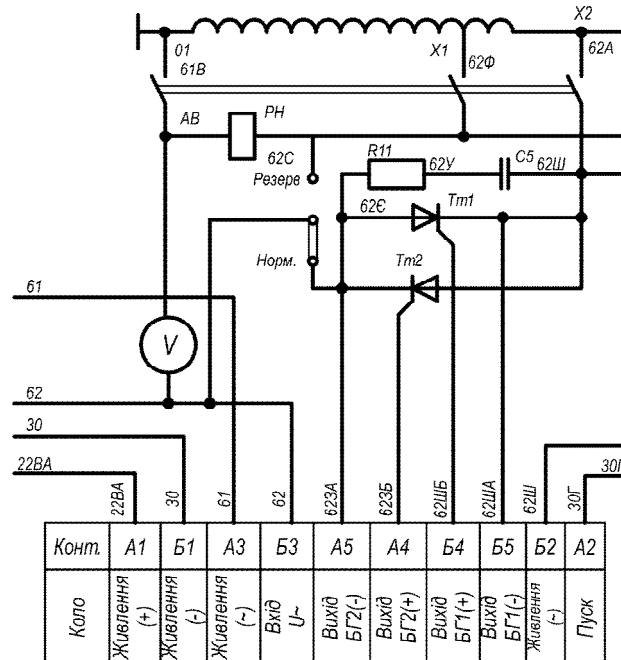 X2
01
X1
62Ф
62А
61В
АВ
РН
62С
R11
62У
C5
62Ш
Резерв
62Є
Тт1
Норм.
Тт2
61
V
62
30
22ВА
30Г
22ВА
30
61
62
623А
623Б
62ШБ
62ША
62Ш
30Г
Конт. А1 Б1 А3 Б3 А5 А4 Б4 Б5 Б2 А2
Коло
Живлення (+)
Живлення (-)
Живлення (~)
Вхід U~
Вихід БГ2(-)
Вихід БГ2(+)
Вихід БГ1(+)
Вихід БГ1(-)
Живлення (~)
Пуск